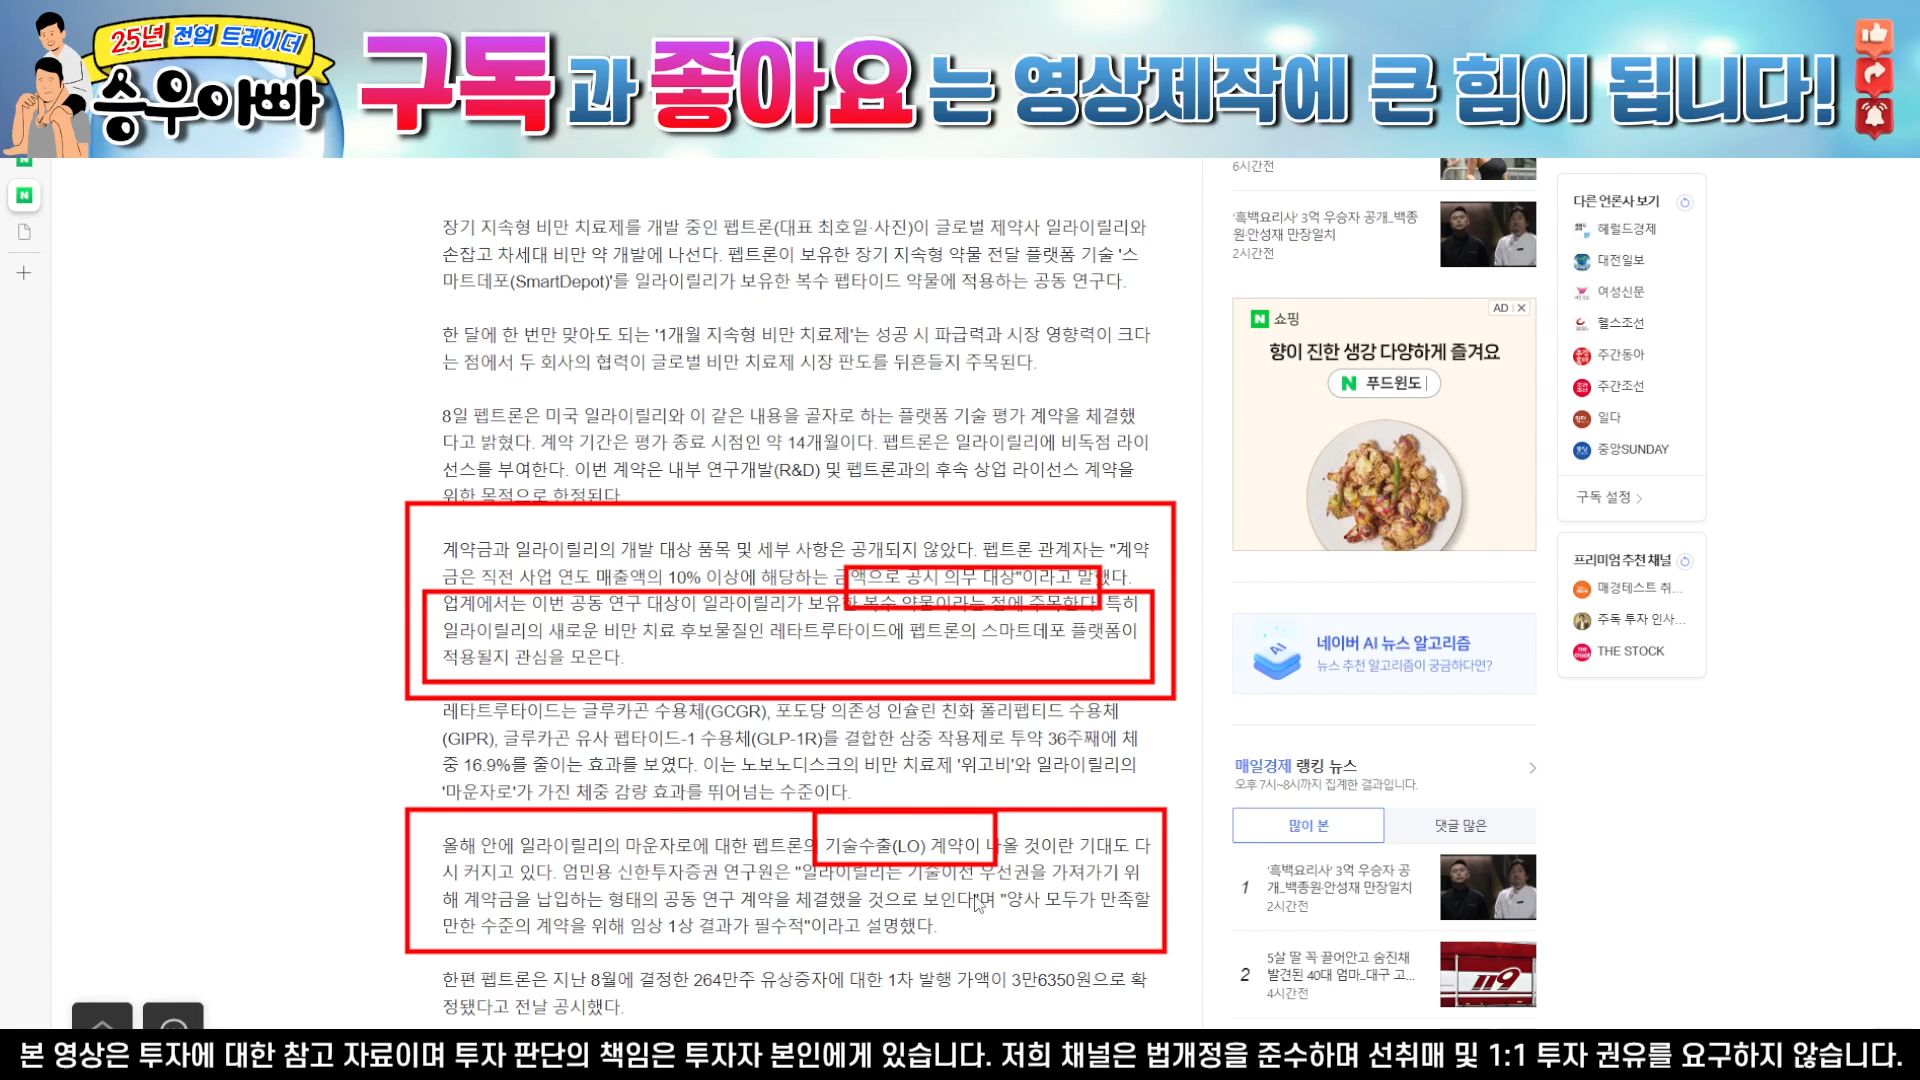 25년 전업 트레이더
승우아빠
구독과 좋아요는 영상제작에 큰 힘이 됩니다!
장기 지속형 비만 치료제를 개발 중인 펩트론(대표 최호일·사진)이 글로벌 제약사 일라이릴리와
손잡고 차세대 비만 약 개발에 나선다. 펩트론이 보유한 장기 지속형 약물 전달 플랫폼 기술 '스
마트데포(SmartDepot)'를 일라이릴리가 보유한 복수 펩타이드 약물에 적용하는 공동 연구다.
한 달에 한 번만 맞아도 되는 '1개월 지속형 비만 치료제'는 성공 시 파급력과 시장 영향력이 크다
는 점에서 두 회사의 협력이 글로벌 비만 치료제 시장 판도를 뒤흔들지 주목된다.
8일 펩트론은 미국 일라이릴리와 이 같은 내용을 골자로 하는 플랫폼 기술 평가 계약을 체결했
다고 밝혔다. 계약 기간은 평가 종료 시점인 약 14개월이다. 펩트론은 일라이릴리에 비독점 라이
선스를 부여한다. 이번 계약은 내부 연구개발(R&D) 및 펩트론과의 후속 상업 라이선스 계약을
위한 목적으로 한정된다.
계약금과 일라이릴리의 개발 대상 품목 및 세부 사항은 공개되지 않았다. 펩트론 관계자는 "계약
금은 직전 사업 연도 매출액의 10% 이상에 해당하는 금액으로 공시 의무 대상"이라고 말했다.
업계에서는 이번 공동 연구 대상이 일라이릴리가 보유한 복수 약물이라는 점에 주목한다. 특히
일라이릴리의 새로운 비만 치료 후보물질인 레타트루타이드에 펩트론의 스마트데포 플랫폼이
적용될지 관심을 모은다.
레타트루타이드는 글루카곤 수용체(GCGR), 포도당 의존성 인슐린 친화 폴리펩티드 수용체
(GIPR), 글루카곤 유사 펩타이드-1 수용체(GLP-1R)를 결합한 삼중 작용제로 투약 36주째에 체
중 16.9%를 줄이는 효과를 보였다. 이는 노보노디스크의 비만 치료제 '위고비'와 일라이릴리의
'마운자로'가 가진 체중 감량 효과를 뛰어넘는 수준이다.
올해 안에 일라이릴리의 마운자로에 대한 펩트론의 기술수출(LO) 계약이 나올 것이란 기대도 다
시 커지고 있다. 엄민용 신한투자증권 연구원은 "일라이릴리는 기술이전 우선권을 가져가기 위
해 계약금을 납입하는 형태의 공동 연구 계약을 체결했을 것으로 보인다"며 "양사 모두가 만족할
만한 수준의 계약을 위해 임상 1상 결과가 필수적"이라고 설명했다.
한편 펩트론은 지난 8월에 결정한 264만주 유상증자에 대한 1차 발행 가액이 3만6350원으로 확
정됐다고 전날 공시했다.
6시간전
'흑백요리사' 3억 우승자 공개…백종
원·안성재 만장일치
2시간전
AD
N 쇼핑
향이 진한 생강 다양하게 즐겨요
N 푸드윈도
네이버 AI 뉴스 알고리즘
뉴스 추천 알고리즘이 궁금하다면?
매일경제 랭킹 뉴스
오후 7시~8시까지 집계한 결과입니다.
많이 본
댓글 많은
1
'흑백요리사' 3억 우승자 공
개…백종원·안성재 만장일치
2시간전
2
5살 딸 꼭 끌어안고 숨진채
발견된 40대 엄마…대구 고...
4시간전
119
다른 언론사 보기
헤럴드경제
대전일보
여성신문
헬스조선
주간동아
주간조선
일다
중앙SUNDAY
구독 설정
프리미엄 추천 채널
매경테스트 취...
주독 투자 인사...
THE STOCK
본 영상은 투자에 대한 참고 자료이며 투자 판단의 책임은 투자자 본인에게 있습니다. 저희 채널은 법개정을 준수하며 선취매 및 1:1 투자 권유를 요구하지 않습니다.